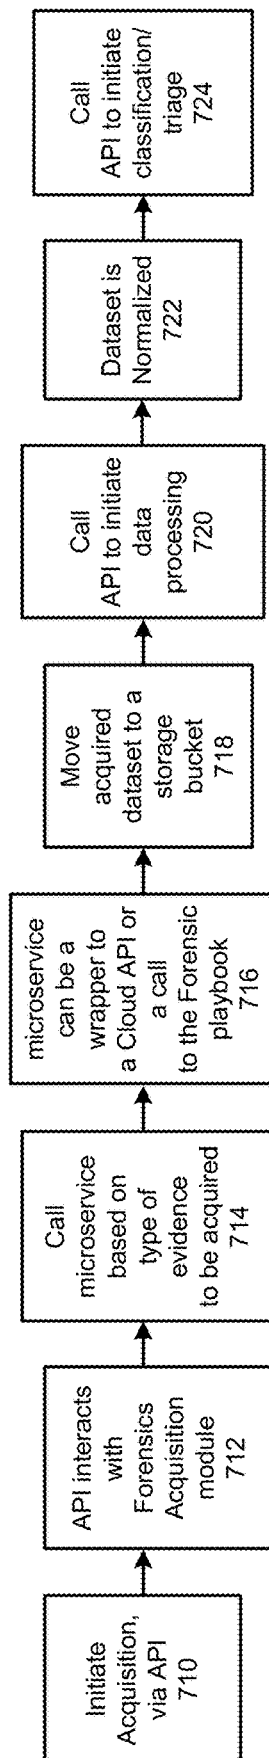 Initiate
Acquisition,
via API
710
API interacts
with
Forensics
Acquisition
module
712
Call
microservice
based on
type of
evidence
to be acquired
714
microservice
can be a
wrapper to
a Cloud API or
a call
to the Forensic
playbook
716
Move
acquired
dataset to a
storage
bucket
718
Call
API to initiate
data
processing
720
Dataset is
Normalized
722
Call
API to initiate
classification/
triage
724